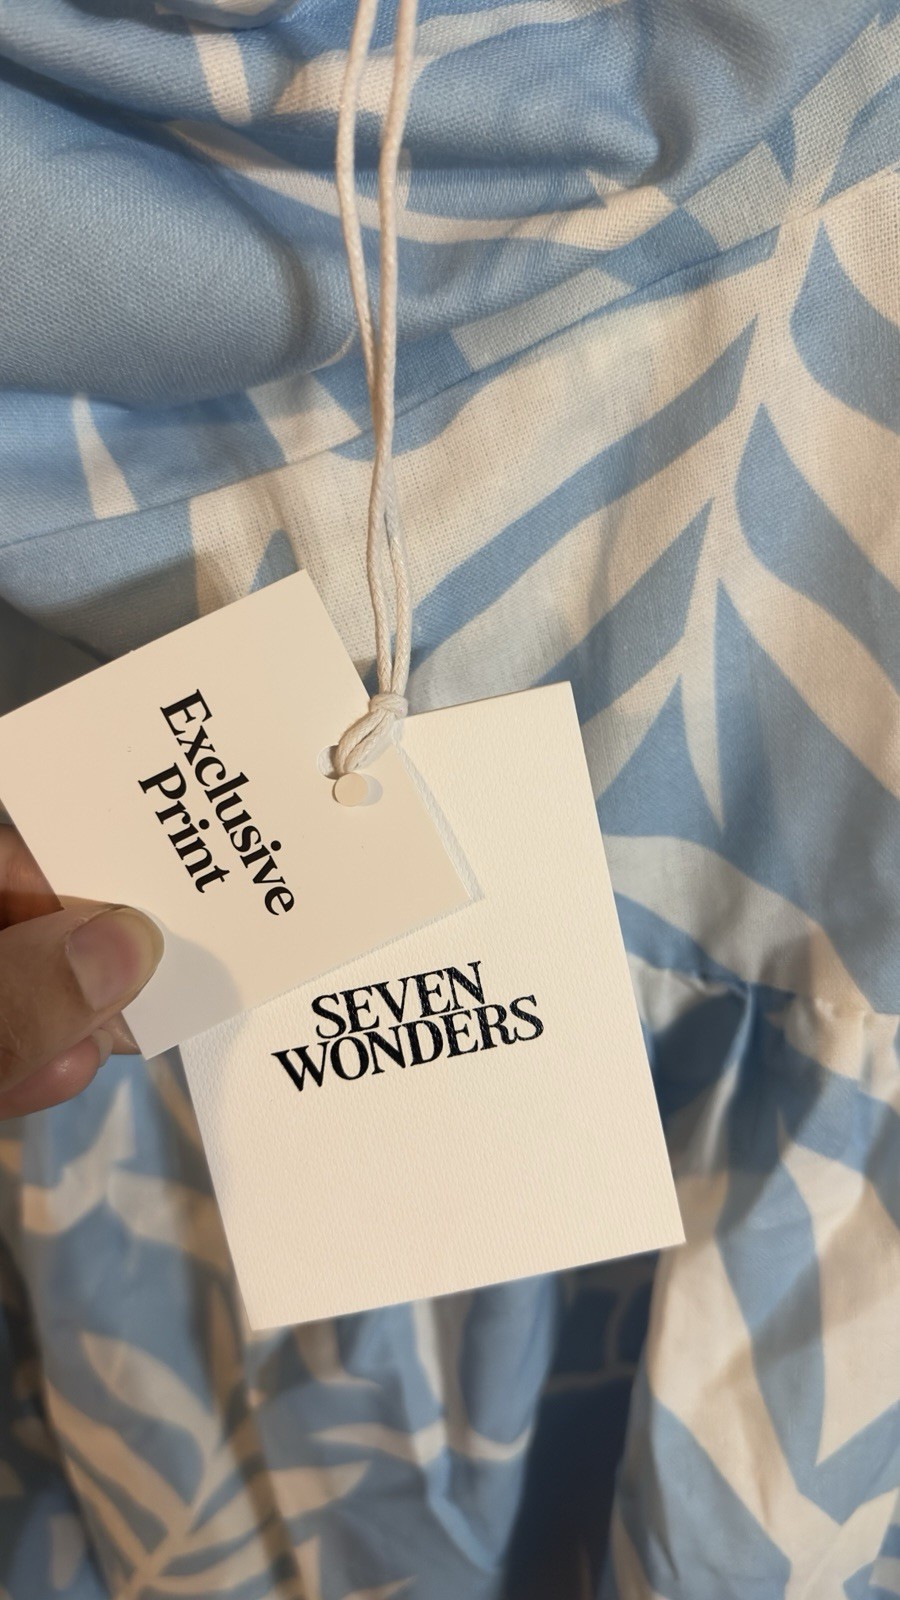 Exclusive
Print
SEVEN
WONDERS